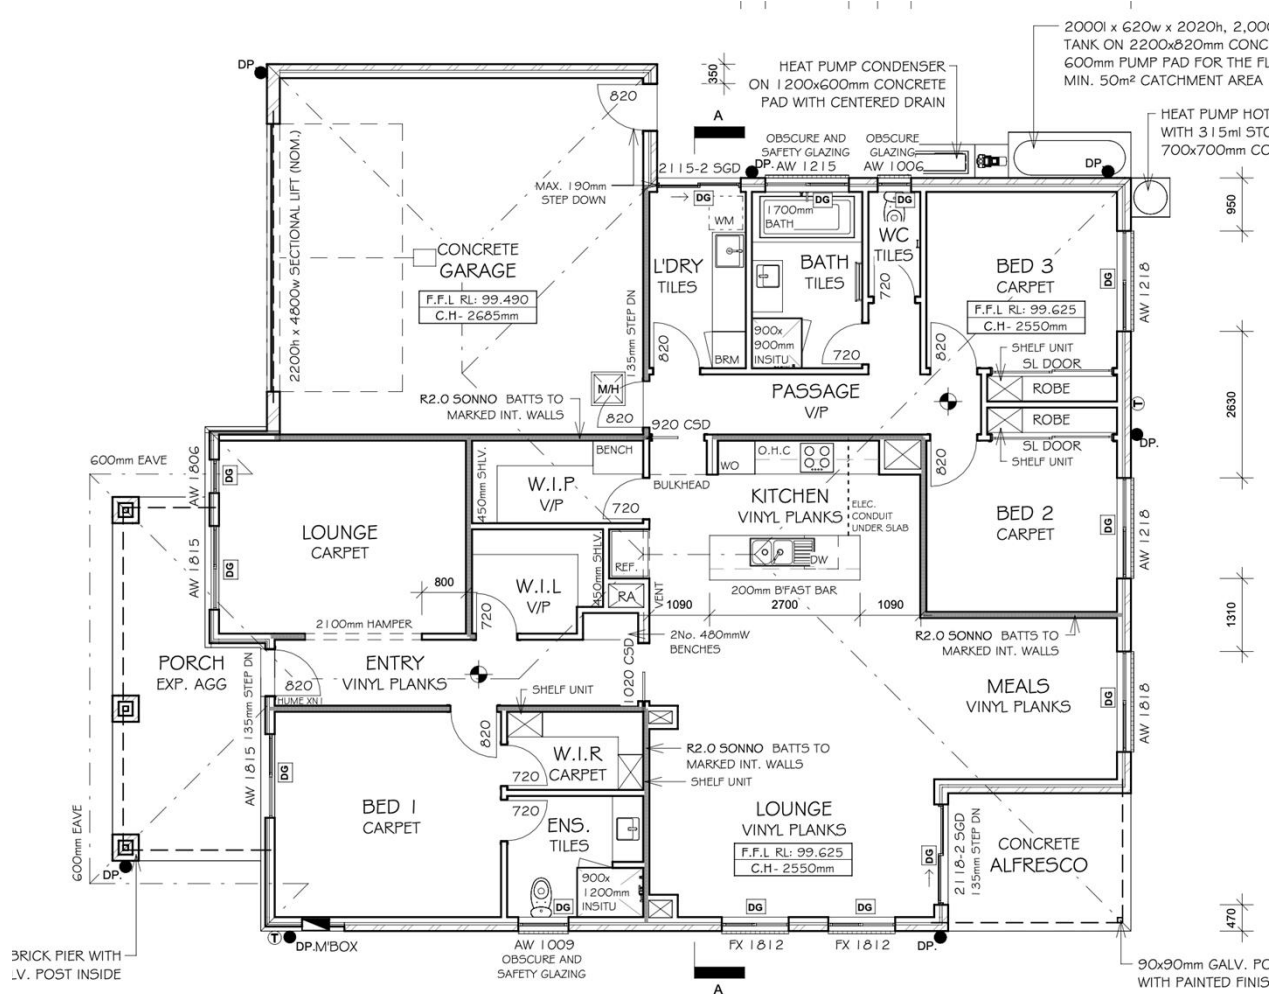 2000l x 620w x 2020h, 2,00
TANK ON 2200x820mm CONC
600mm PUMP PAD FOR THE FL
MIN. 50m² CATCHMENT AREA
HEAT PUMP CONDENSER
ON 1200x600mm CONCRETE
PAD WITH CENTERED DRAIN
HEAT PUMP HOT
WITH 315ml STO
700x700mm CO
DP.
350
A
820
OBSCURE AND
SAFETY GLAZING
AW 1215
OBSCURE
GLAZING
AW 1006
2115-2 SGD
DP.
DP.
MAX. 190mm
STEP DOWN
2200h x 4800w SECTIONAL LIFT (NOM.)
CONCRETE
GARAGE
F.F.L RL: 99.490
C.H- 2685mm
135mm STEP DN
DG
WM
L'DRY
TILES
820
BRM
DG
1700mm
BATH
BATH
TILES
900x
900mm
INSITU
720
DG
WC
TILES
720
BED 3
CARPET
F.F.L RL: 99.625
C.H- 2550mm
DG
AW 1218
950
2630
820
SHELF UNIT
SL DOOR
ROBE
ROBE
SL DOOR
SHELF UNIT
820
T
DP.
PASSAGE
V/P
M/H
820
R2.0 SONNO BATTS TO
MARKED INT. WALLS
920 CSD
600mm EAVE
AW 1806
DG
AW 1815
DG
LOUNGE
CARPET
800
2100mm HAMPER
450mm SHLV.
BENCH
W.I.P
V/P
720
BULKHEAD
WO
O.H.C
KITCHEN
VINYL PLANKS
ELEC.
CONDUIT
UNDER SLAB
DW
200mm B'FAST BAR
1090
2700
1090
BED 2
CARPET
DG
AW 1218
1310
W.I.L
V/P
720
450mm SHLV.
REF.
RA
VENT
2No. 480mmW
BENCHES
R2.0 SONNO BATTS TO
MARKED INT. WALLS
PORCH
EXP. AGG
135mm STEP DN
820
HUME XN1
ENTRY
VINYL PLANKS
SHELF UNIT
1020 CSD
MEALS
VINYL PLANKS
DG
AW 1818
AW 1815
DG
600mm EAVE
820
W.I.R
CARPET
720
R2.0 SONNO BATTS TO
MARKED INT. WALLS
SHELF UNIT
BED 1
CARPET
720
ENS.
TILES
900x
1200mm
INSITU
DG
LOUNGE
VINYL PLANKS
F.F.L RL: 99.625
C.H- 2550mm
DG
2118-2 SGD
135mm STEP DN
CONCRETE
ALFRESCO
DG
DG
470
DP.
T
DP.
M'BOX
AW 1009
OBSCURE AND
SAFETY GLAZING
FX 1812
FX 1812
DP.
A
BRICK PIER WITH
LV. POST INSIDE
90x90mm GALV. PO
WITH PAINTED FINIS